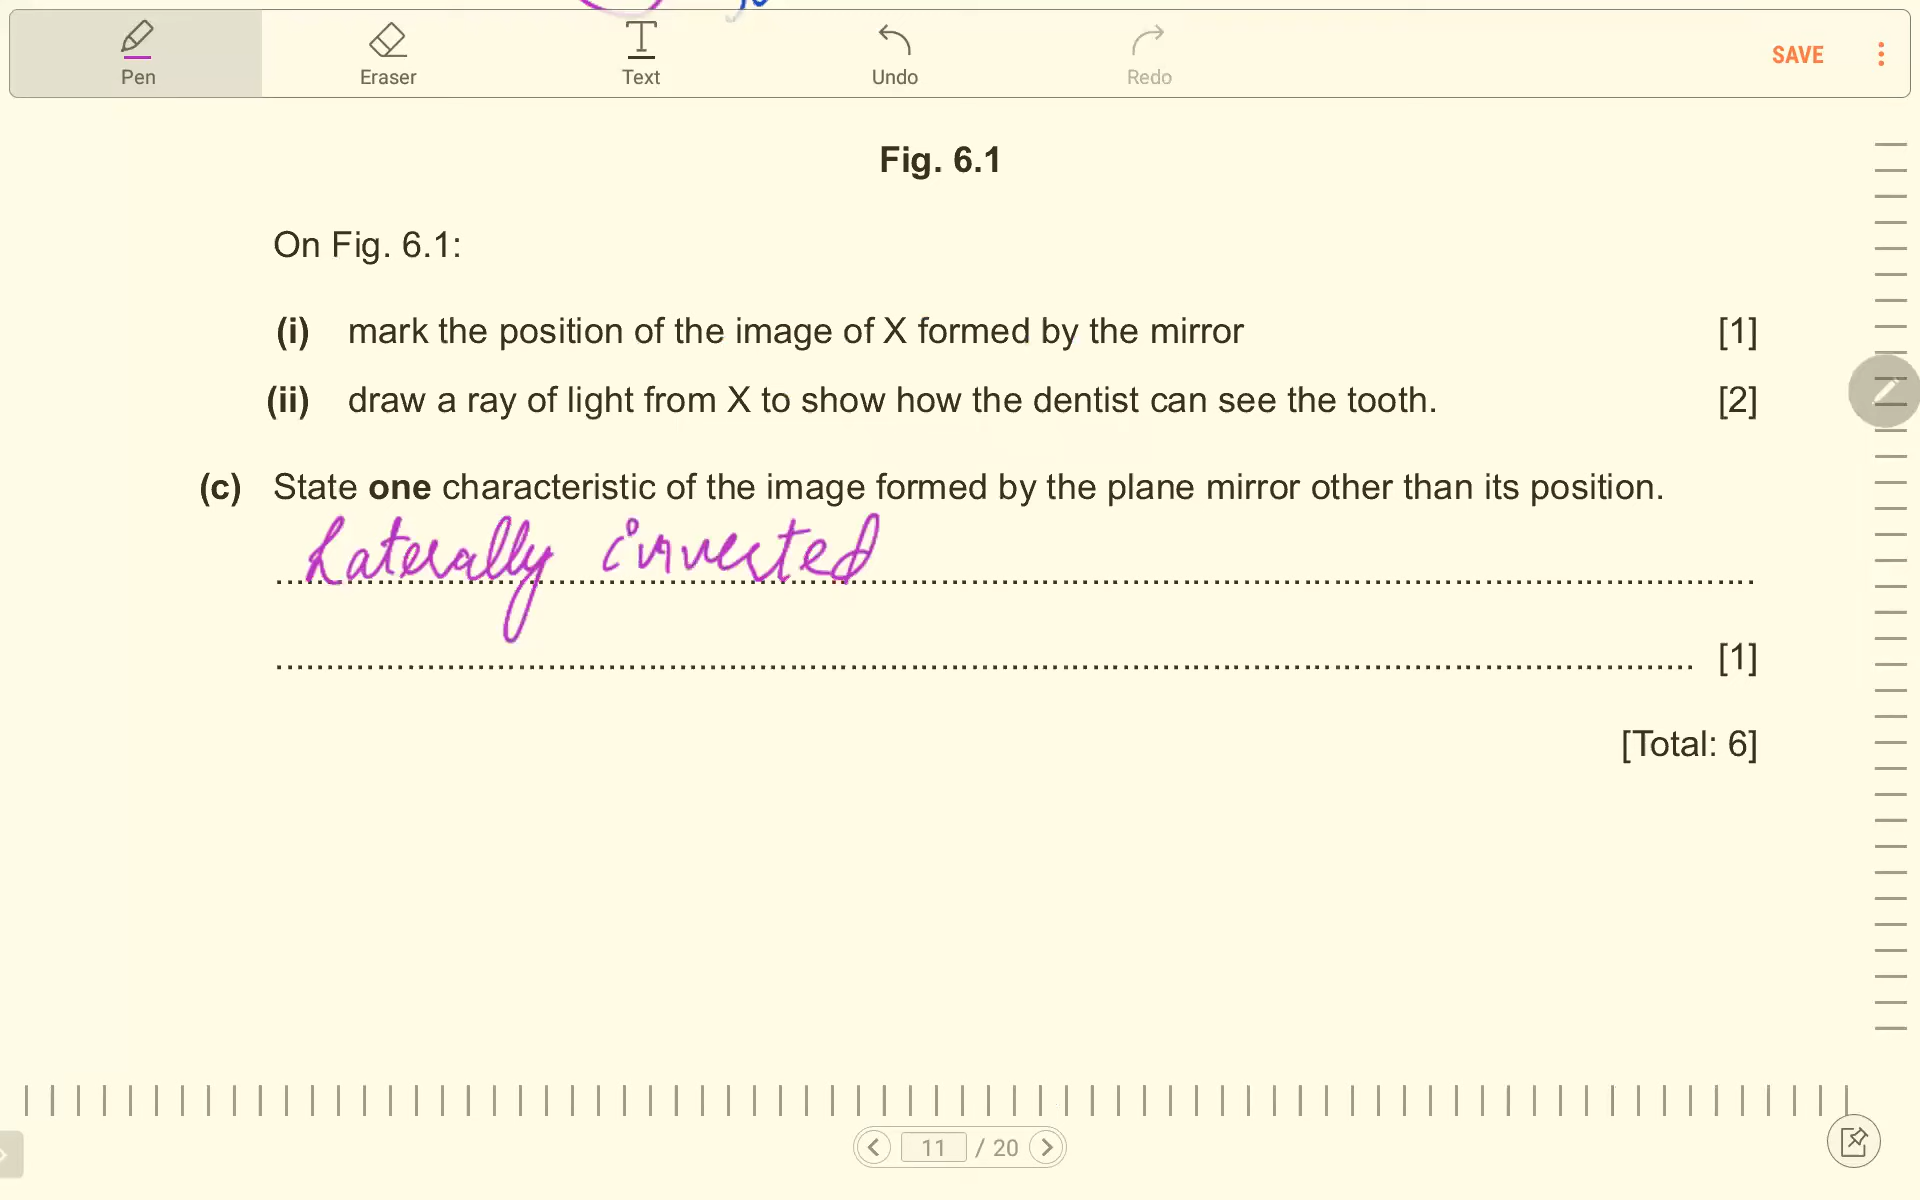 Pen
Eraser
Text
Undo
Redo
SAVE
Fig. 6.1
On Fig. 6.1:
(i) mark the position of the image of X formed by the mirror [1]
(ii) draw a ray of light from X to show how the dentist can see the tooth. [2]
(c) State one characteristic of the image formed by the plane mirror other than its position.
Laterally inverted
[1]
[Total: 6]
11 / 20